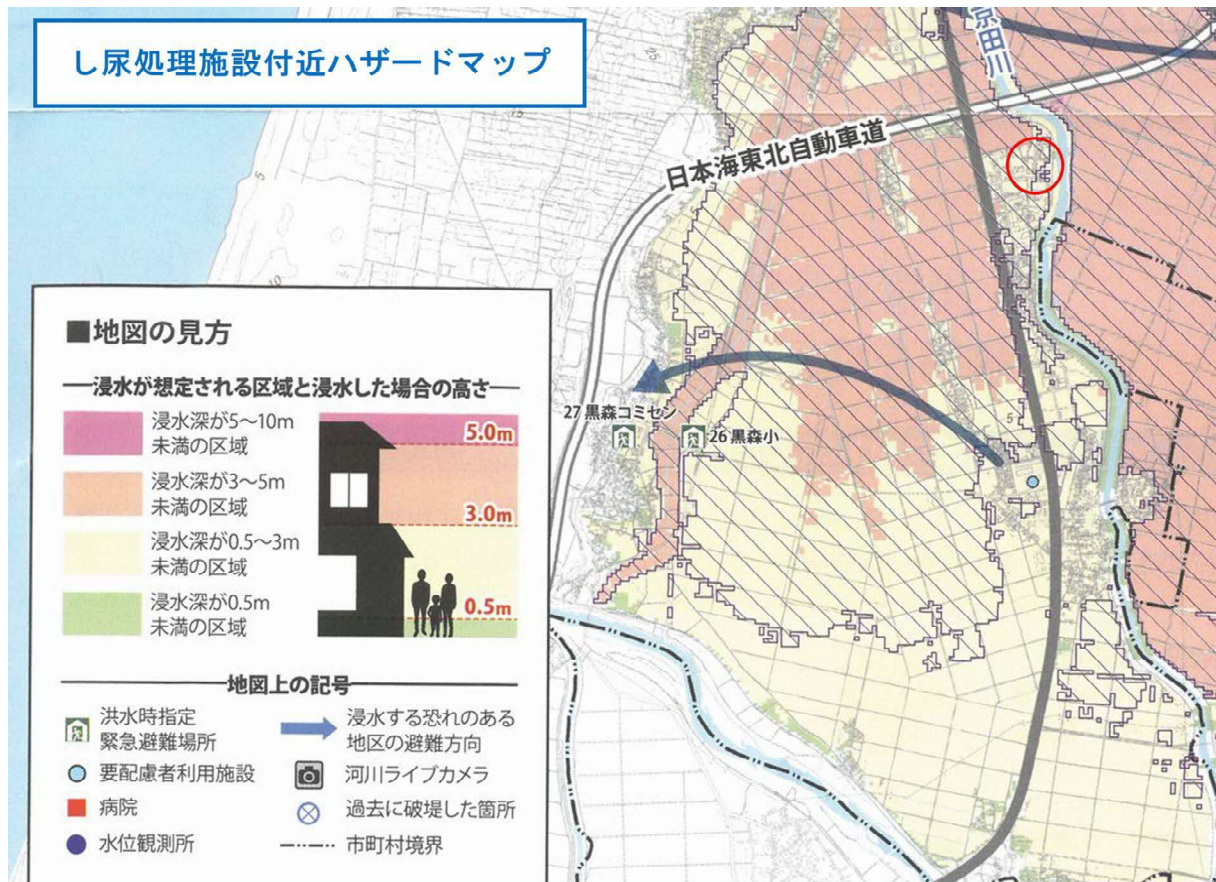 し尿処理施設付近ハザードマップ
京田川
日本海東北自動車道
15
15
5
10
27 黒森コミセン
26 黒森小
5
■地図の見方
浸水が想定される区域と浸水した場合の高さ
浸水深が5～10m
未満の区域
浸水深が3～5m
未満の区域
浸水深が0.5～3m
未満の区域
浸水深が0.5m
未満の区域
5.0m
3.0m
0.5m
地図上の記号
洪水時指定
緊急避難場所
要配慮者利用施設
病院
水位観測所
浸水する恐れのある
地区の避難方向
河川ライブカメラ
過去に破堤した箇所
市町村境界